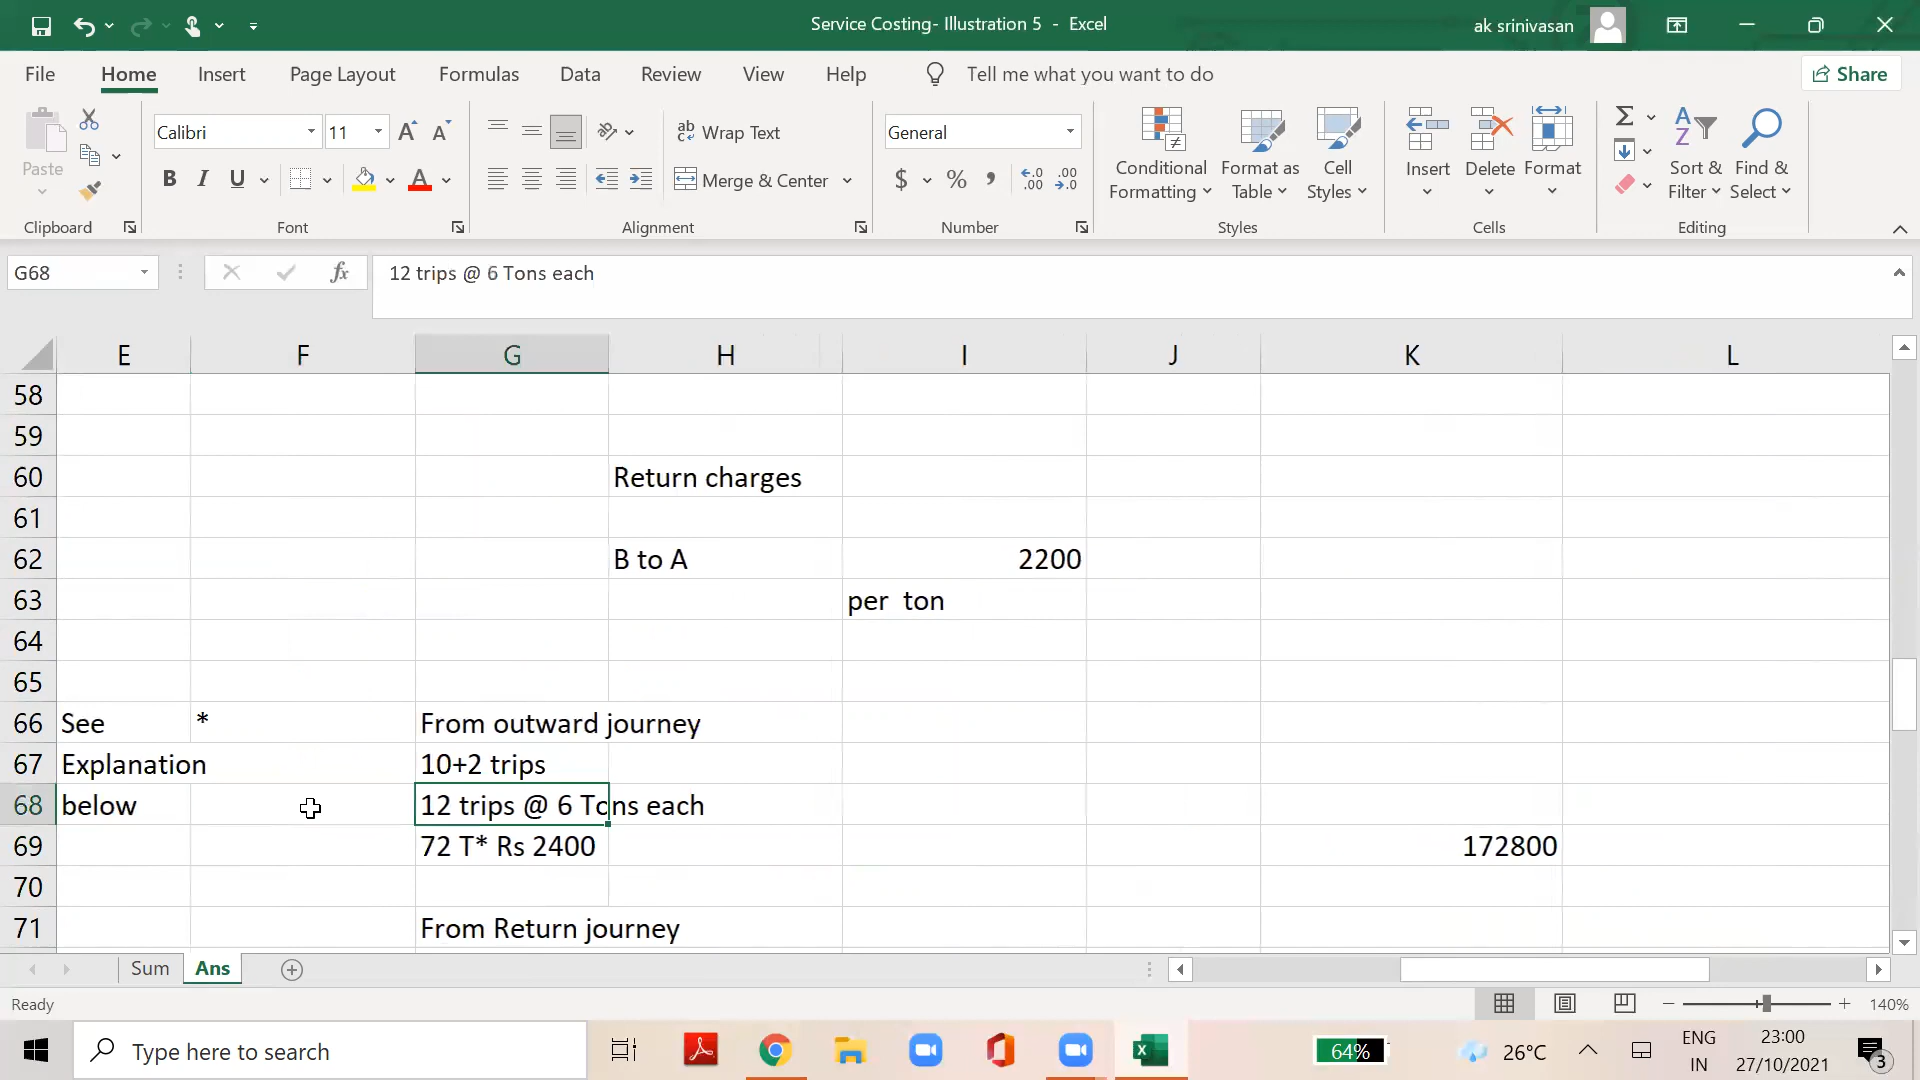 Service Costing- Illustration 5  -  Excel
ak srinivasan
File Home Insert Page Layout Formulas Data Review View Help Tell me what you want to do Share
Paste
Clipboard
Calibri 11
B I U
Font
Wrap Text
Merge & Center
Alignment
General
$ % ,
Number
Conditional Formatting
Format as Table
Cell Styles
Styles
Insert Delete Format
Cells
Sort & Filter
Find & Select
Editing
G68
fx
12 trips @ 6 Tons each
E F G H I J K L
58
59
60 Return charges
61
62 B to A 2200
63 per  ton
64
65
66 See * From outward journey
67 Explanation 10+2 trips
68 below 12 trips @ 6 Tons each
69 72 T* Rs 2400 172800
70
71 From Return journey
Sum Ans
Ready
140%
Type here to search
64%
26°C
ENG
IN
23:00
27/10/2021
3